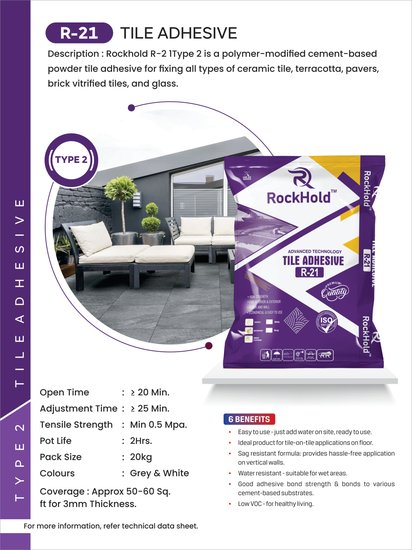 R-21 TILE ADHESIVE
Description : Rockhold R-2 1Type 2 is a polymer-modified cement-based
powder tile adhesive for fixing all types of ceramic tile, terracotta, pavers,
brick vitrified tiles, and glass.
TYPE 2
TYPE 2 TILE ADHESIVE
R
RockHold™
ADVANCED TECHNOLOGY
TILE ADHESIVE
R-21
ISO
RockHold
TILE ADHESIVE
R-21
RockHold
Open Time : ≥ 20 Min.
Adjustment Time : ≥ 25 Min.
Tensile Strength : Min 0.5 Mpa.
Pot Life : 2Hrs.
Pack Size : 20kg
Colours : Grey & White
Coverage : Approx 50-60 Sq.
ft for 3mm Thickness.
6 BENEFITS
• Easy to use - just add water on site, ready to use.
• Ideal product for tile-on-tile applications on floor.
• Sag resistant formula: provides hassle-free application
on vertical walls.
• Water resistant - suitable for wet areas.
• Good adhesive bond strength & bonds to various
cement-based substrates.
• Low VOC - for healthy living.
For more information, refer technical data sheet.